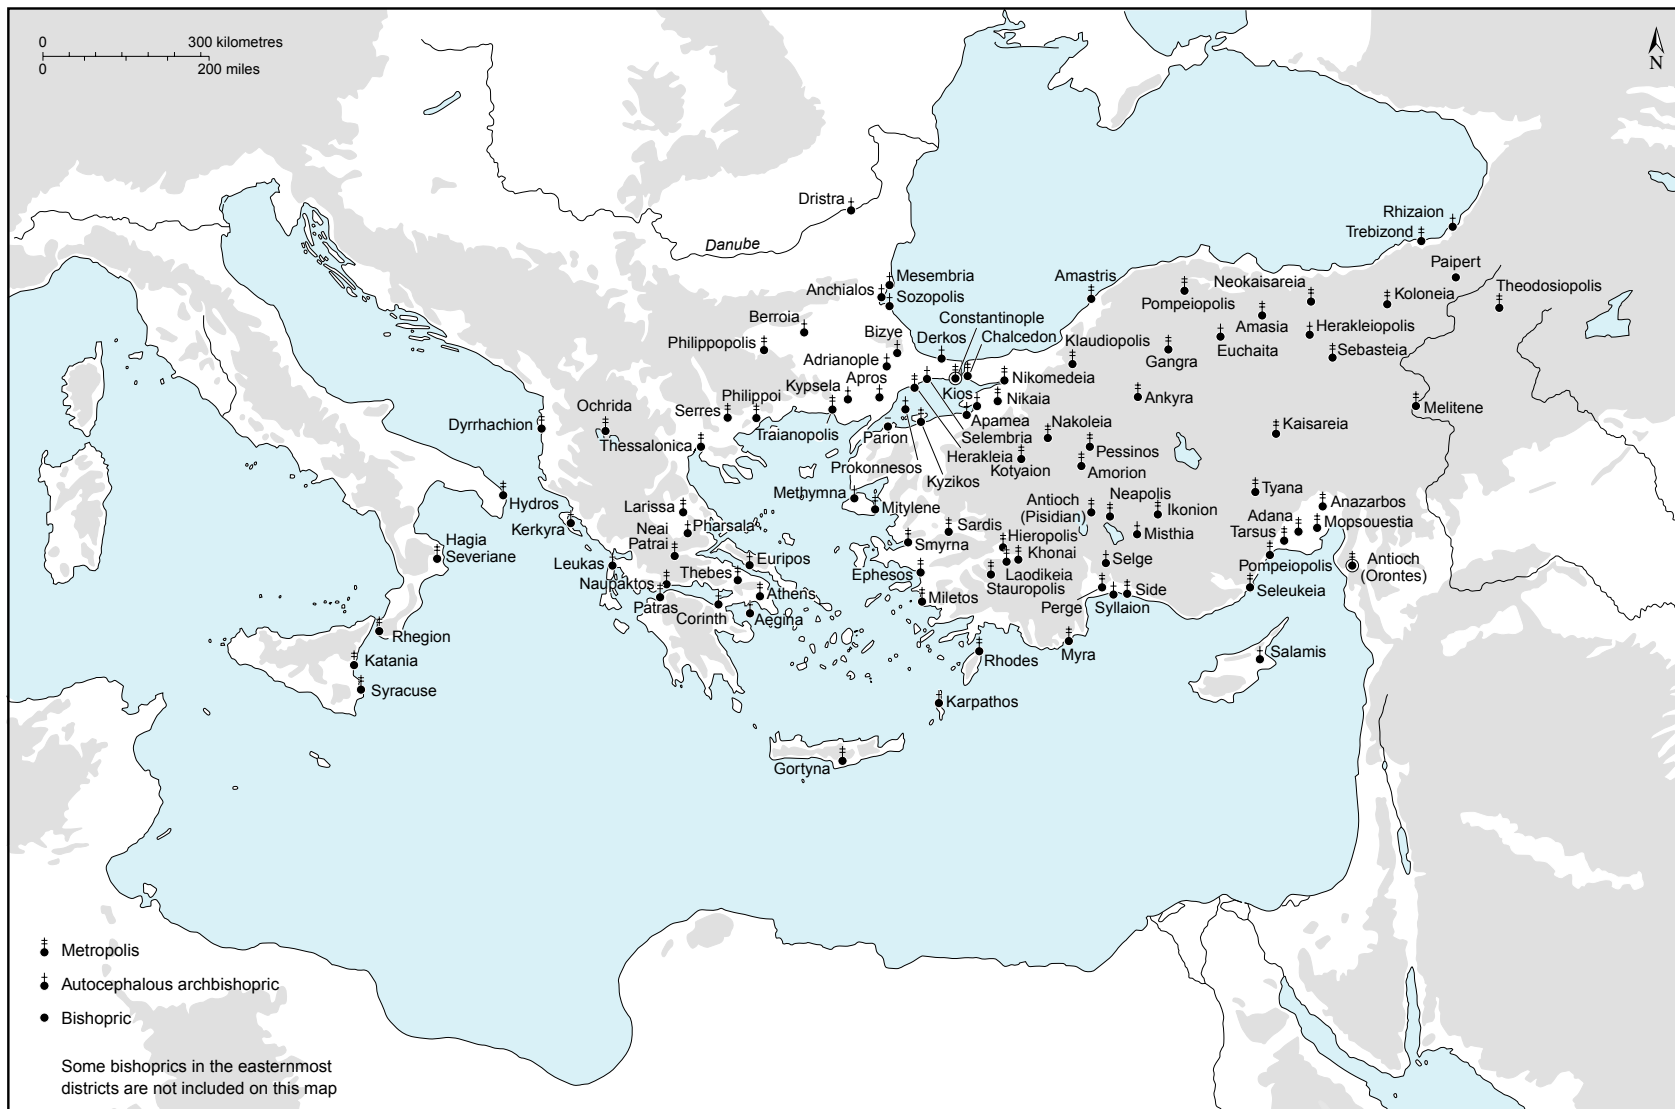 0 300 kilometres
0 200 miles
N
Dristra
Danube
Rhizaion
Trebizond
Paipert
Theodosiopolis
Mesembria
Anchialos
Sozopolis
Amastris
Neokaisareia
Pompeiopolis
Koloneia
Berroia
Constantinople
Bizye
Derkos
Chalcedon
Klaudiopolis
Amasia
Herakleiopolis
Philippopolis
Adrianople
Gangra
Euchaita
Sebasteia
Kypsela
Apros
Kios
Nikomedeia
Philippoi
Serres
Nikaia
Ankyra
Melitene
Ochrida
Dyrrhachion
Traianopolis
Parion
Apamea
Nakoleia
Kaisareia
Thessalonica
Selembria
Pessinos
Herakleia
Prokonnesos
Kotyaion
Amorion
Kyzikos
Hydros
Methymna
Neapolis
Tyana
Anazarbos
Kerkyra
Larissa
Mitylene
Antioch
(Pisidian)
Ikonion
Adana
Mopsouestia
Neai
Patrai
Pharsala
Sardis
Misthia
Tarsus
Hagia
Severiane
Smyrna
Hieropolis
Khonai
Leukas
Euripos
Selge
Pompeiopolis
Antioch
(Orontes)
Naupaktos
Thebes
Ephesos
Laodikeia
Stauropolis
Seleukeia
Patras
Athens
Miletos
Perge
Side
Corinth
Aegina
Syllaion
Rhegion
Katania
Rhodes
Myra
Salamis
Syracuse
Karpathos
Gortyna
Metropolis
Autocephalous archbishopric
Bishopric
Some bishoprics in the easternmost
districts are not included on this map